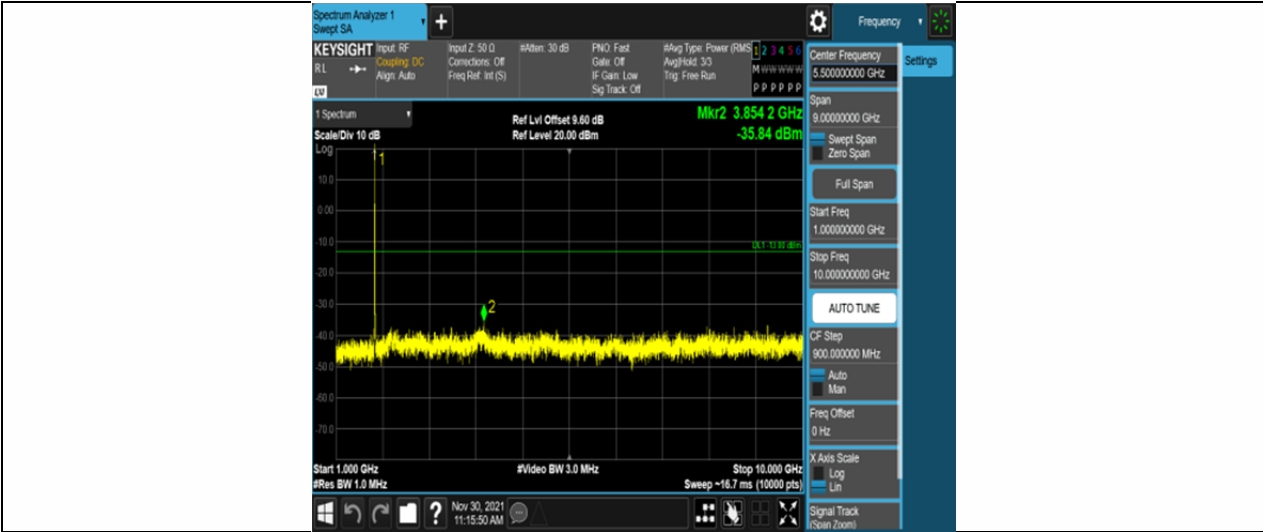 Spectrum Analyzer 1
Swept SA
+
Frequency
KEYSIGHT
RL
LV
Input: RF
Coupling: DC
Align: Auto
Input Z: 50 Ω
Corrections: Off
Freq Ref: Int (S)
#Atten: 30 dB
PNO: Fast
Gate: Off
IF Gain: Low
Sig Track: Off
#Avg Type: Power (RMS
Avg|Hold: 3/3
Trig: Free Run
1 2 3 4 5 6
M W W W W W
P P P P P P
1 Spectrum
Scale/Div 10 dB
Log
Ref Lvl Offset 9.60 dB
Ref Level 20.00 dBm
Mkr2 3.854 2 GHz
-35.84 dBm
1
10.0
0.00
-10.0
DL1 -13.00 dBm
-20.0
-30.0
2
-40.0
-50.0
-60.0
-70.0
Start 1.000 GHz
#Res BW 1.0 MHz
#Video BW 3.0 MHz
Stop 10.000 GHz
Sweep ~16.7 ms (10000 pts)
Center Frequency
5.500000000 GHz
Settings
Span
9.00000000 GHz
Swept Span
Zero Span
Full Span
Start Freq
1.000000000 GHz
Stop Freq
10.000000000 GHz
AUTO TUNE
CF Step
900.000000 MHz
Auto
Man
Freq Offset
0 Hz
X Axis Scale
Log
Lin
Signal Track
(Span Zoom)
?
Nov 30, 2021
11:15:50 AM